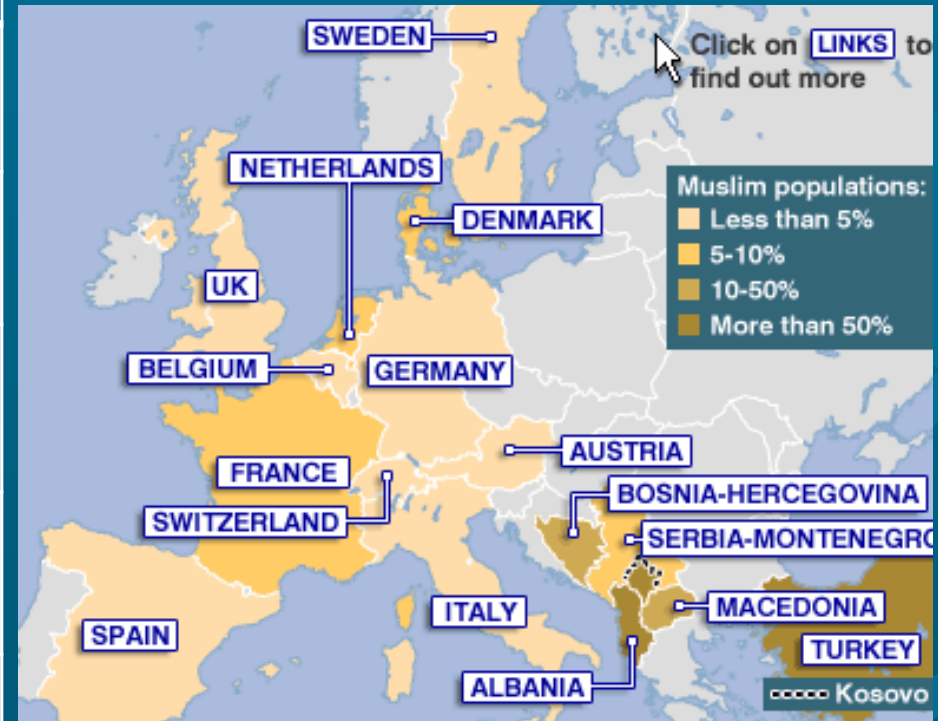 SWEDEN
Click on LINKS to
find out more
NETHERLANDS
Muslim populations:
Less than 5%
5-10%
10-50%
More than 50%
DENMARK
UK
BELGIUM
GERMANY
AUSTRIA
FRANCE
BOSNIA-HERCEGOVINA
SWITZERLAND
SERBIA-MONTENEGRO
ITALY
MACEDONIA
SPAIN
TURKEY
ALBANIA
Kosovo